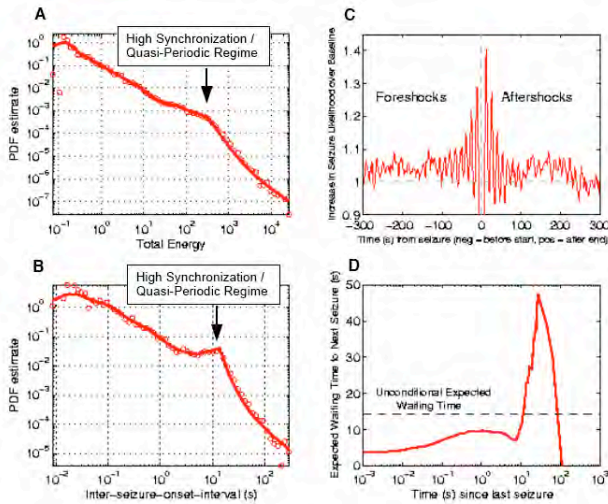 A
High Synchronization /
Quasi-Periodic Regime
PDF estimate
10^0
10^-1
10^-2
10^-3
10^-4
10^-5
10^-6
10^-7
10^-1 10^0 10^1 10^2 10^3 10^4
Total Energy
B
High Synchronization /
Quasi-Periodic Regime
PDF estimate
10^0
10^-1
10^-2
10^-3
10^-4
10^-5
10^-2 10^-1 10^0 10^1 10^2
Inter-seizure-onset-interval (s)
C
Increase in Seizure Likelihood over Baseline
1.4
1.3
1.2
1.1
1
0.9
Foreshocks Aftershocks
-300 -200 -100 0 100 200 300
Time (s) from seizure (neg = before start, pos = after end)
D
Expected Waiting Time to Next Seizure (s)
50
40
30
20
10
0
Unconditional Expected
Waiting Time
10^-3 10^-2 10^-1 10^0 10^1 10^2 10^3
Time (s) since last seizure